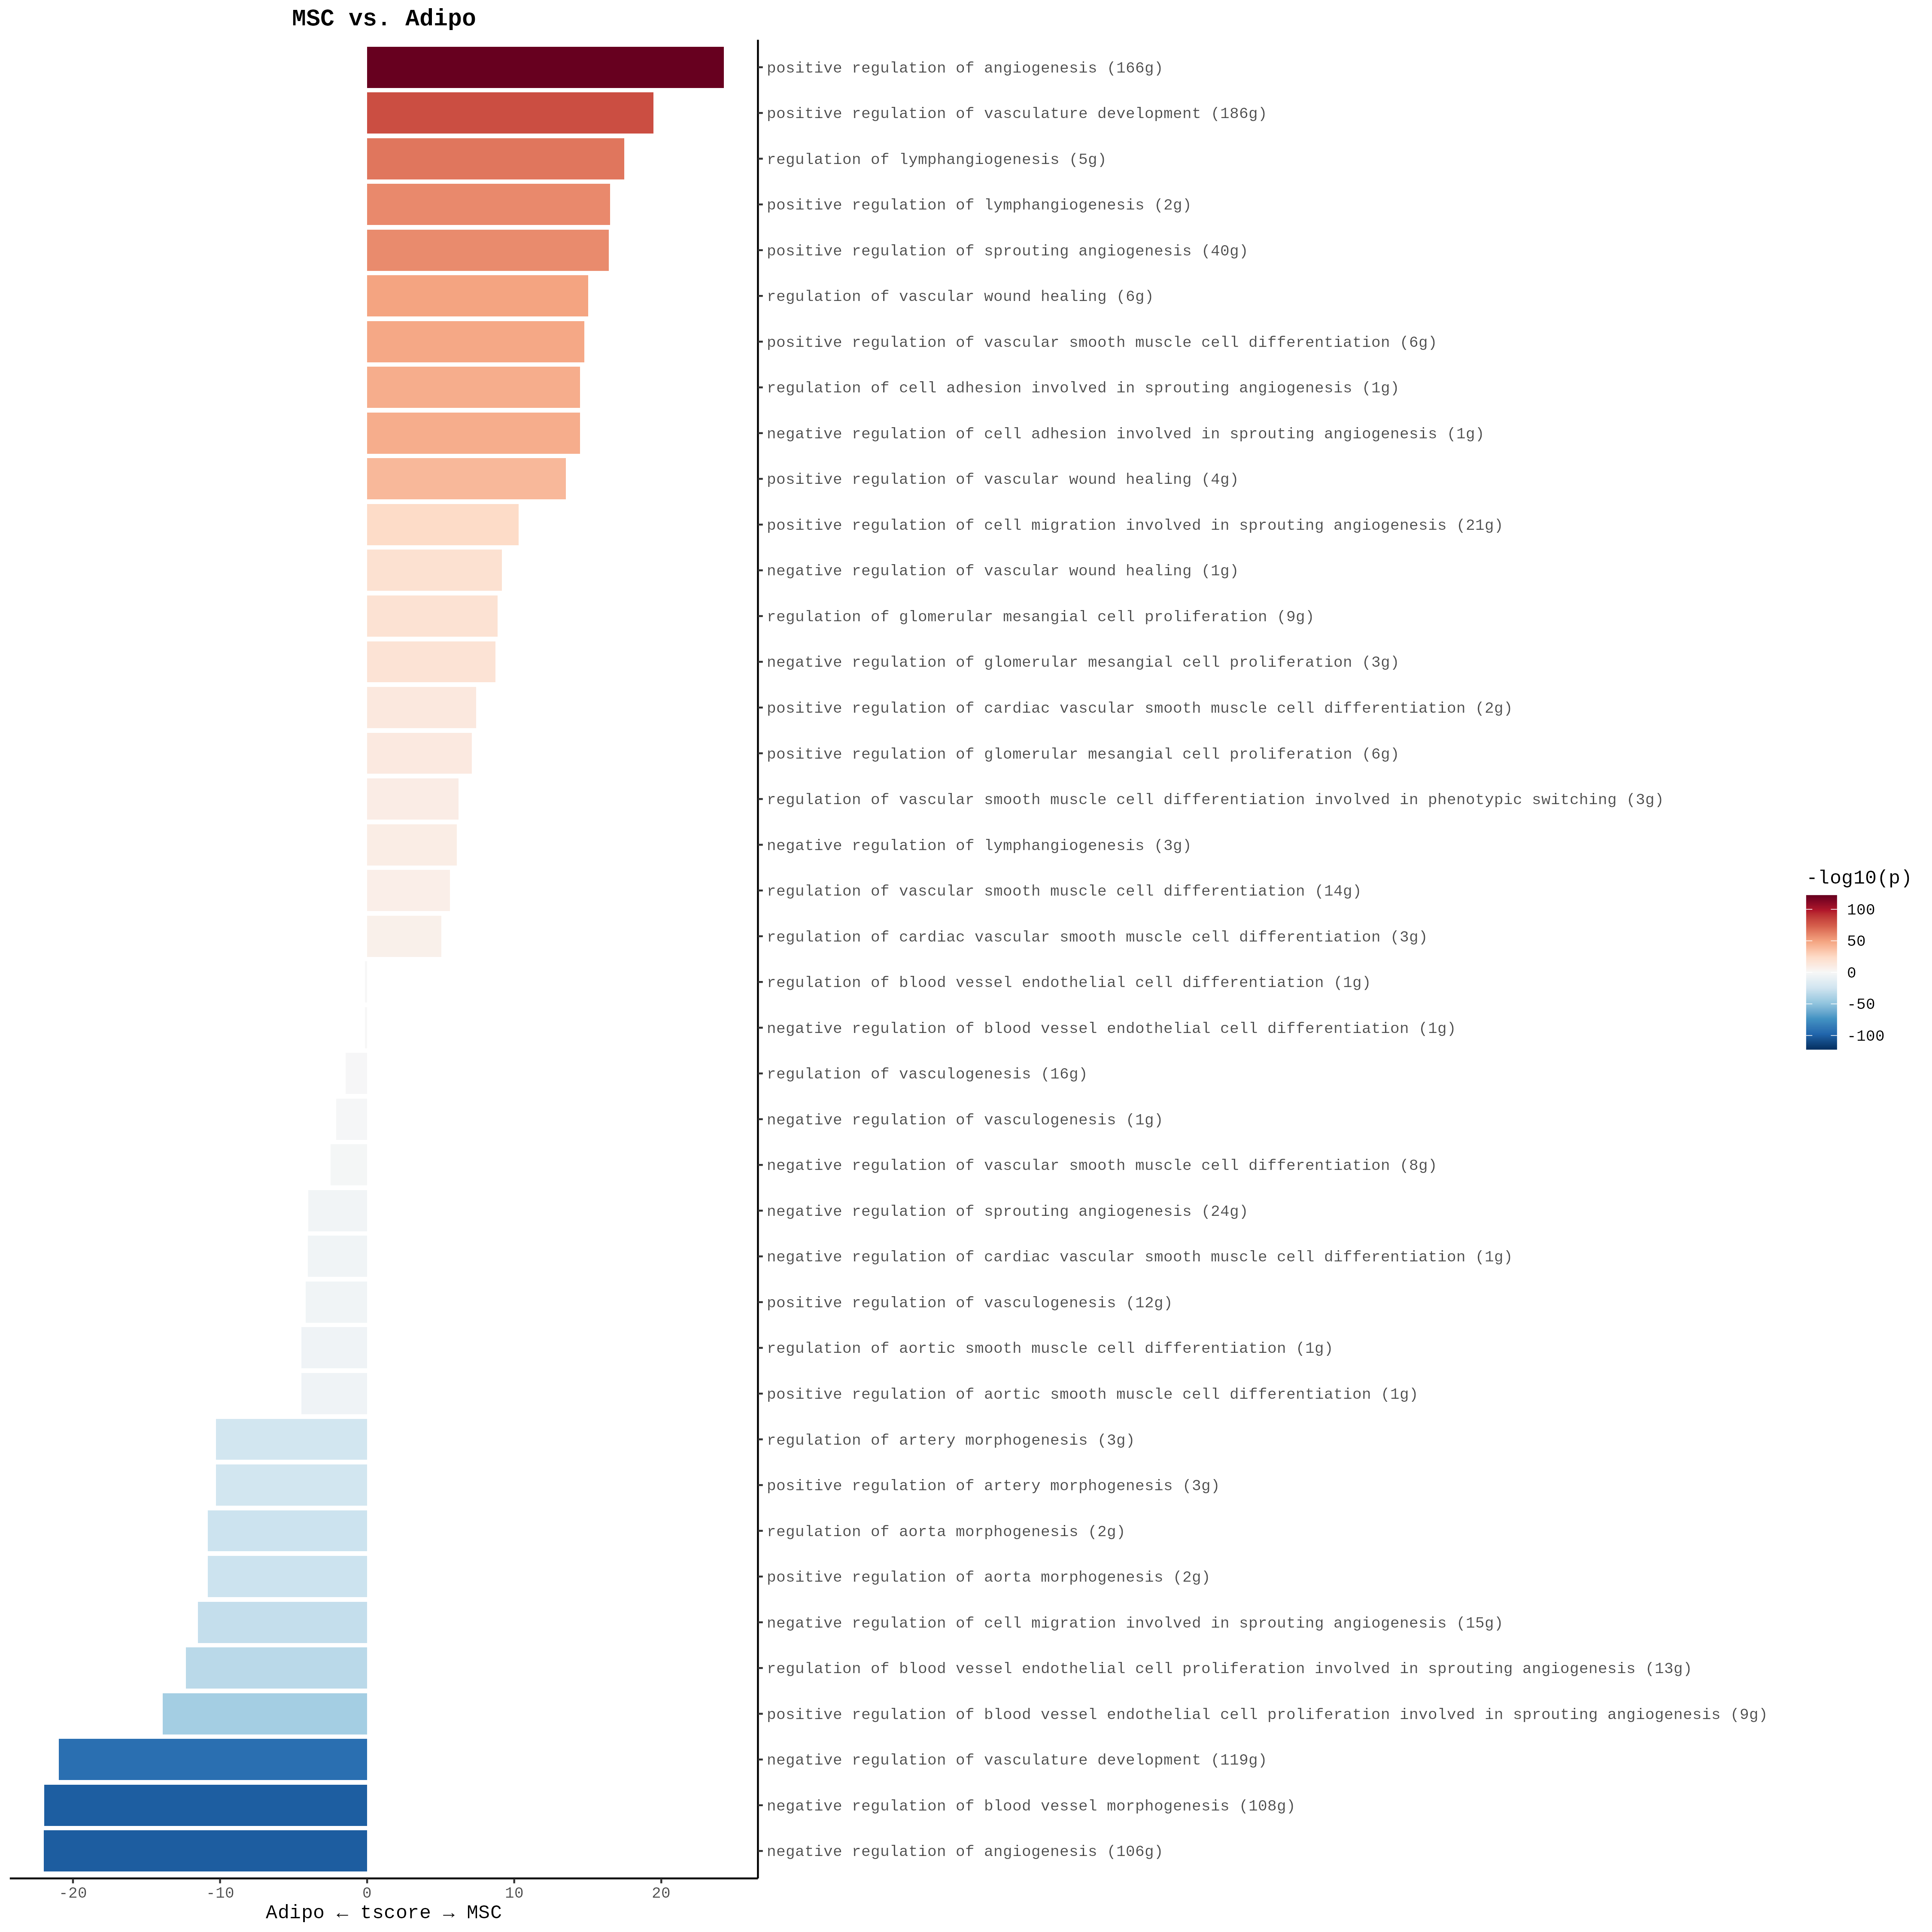 MSC vs. Adipo
positive regulation of angiogenesis (166g)
positive regulation of vasculature development (186g)
regulation of lymphangiogenesis (5g)
positive regulation of lymphangiogenesis (2g)
positive regulation of sprouting angiogenesis (40g)
regulation of vascular wound healing (6g)
positive regulation of vascular smooth muscle cell differentiation (6g)
regulation of cell adhesion involved in sprouting angiogenesis (1g)
negative regulation of cell adhesion involved in sprouting angiogenesis (1g)
positive regulation of vascular wound healing (4g)
positive regulation of cell migration involved in sprouting angiogenesis (21g)
negative regulation of vascular wound healing (1g)
regulation of glomerular mesangial cell proliferation (9g)
negative regulation of glomerular mesangial cell proliferation (3g)
positive regulation of cardiac vascular smooth muscle cell differentiation (2g)
positive regulation of glomerular mesangial cell proliferation (6g)
regulation of vascular smooth muscle cell differentiation involved in phenotypic switching (3g)
negative regulation of lymphangiogenesis (3g)
regulation of vascular smooth muscle cell differentiation (14g)
regulation of cardiac vascular smooth muscle cell differentiation (3g)
regulation of blood vessel endothelial cell differentiation (1g)
negative regulation of blood vessel endothelial cell differentiation (1g)
regulation of vasculogenesis (16g)
negative regulation of vasculogenesis (1g)
negative regulation of vascular smooth muscle cell differentiation (8g)
negative regulation of sprouting angiogenesis (24g)
negative regulation of cardiac vascular smooth muscle cell differentiation (1g)
positive regulation of vasculogenesis (12g)
regulation of aortic smooth muscle cell differentiation (1g)
positive regulation of aortic smooth muscle cell differentiation (1g)
regulation of artery morphogenesis (3g)
positive regulation of artery morphogenesis (3g)
regulation of aorta morphogenesis (2g)
positive regulation of aorta morphogenesis (2g)
negative regulation of cell migration involved in sprouting angiogenesis (15g)
regulation of blood vessel endothelial cell proliferation involved in sprouting angiogenesis (13g)
positive regulation of blood vessel endothelial cell proliferation involved in sprouting angiogenesis (9g)
negative regulation of vasculature development (119g)
negative regulation of blood vessel morphogenesis (108g)
negative regulation of angiogenesis (106g)
-20 -10 0 10 20
Adipo ← tscore → MSC
-log10(p)
100
50
0
-50
-100